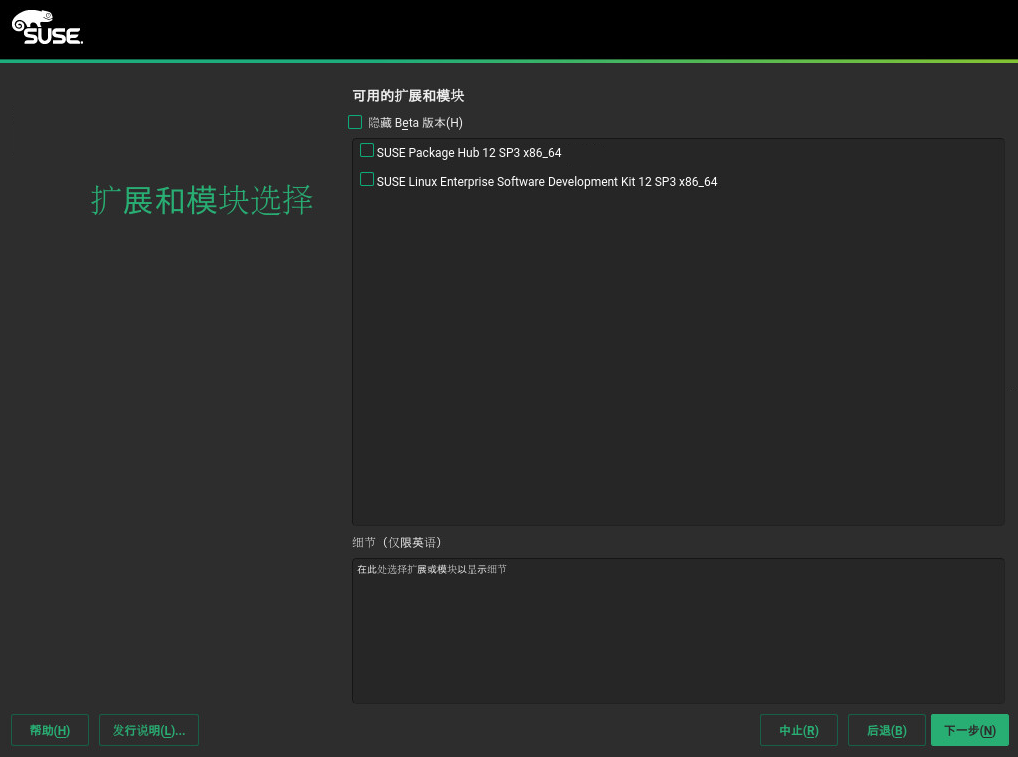 SUSE.
可用的扩展和模块
隐藏 Beta 版本(H)
SUSE Package Hub 12 SP3 x86_64
SUSE Linux Enterprise Software Development Kit 12 SP3 x86_64
扩展和模块选择
细节（仅限英语）
在此处选择扩展或模块以显示细节
帮助(H)
发行说明(L)...
中止(R)
后退(B)
下一步(N)